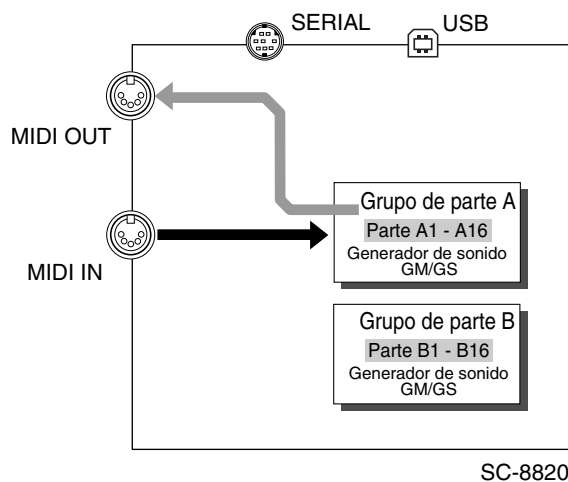 SERIAL
USB
MIDI OUT
Grupo de parte A
Parte A1 - A16
Generador de sonido
GM/GS
MIDI IN
Grupo de parte B
Parte B1 - B16
Generador de sonido
GM/GS
SC-8820